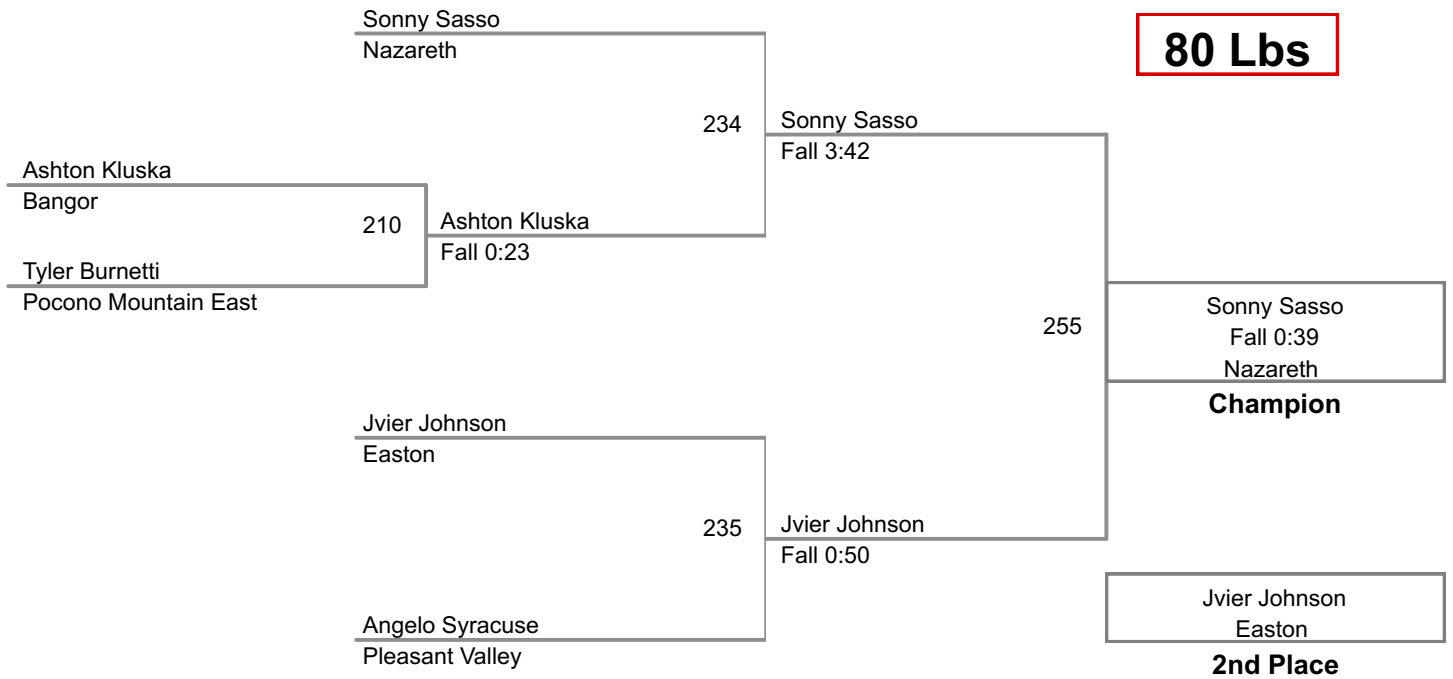 Sonny Sasso
Nazareth
80 Lbs
234
Sonny Sasso
Fall 3:42
Ashton Kluska
Bangor
210
Ashton Kluska
Fall 0:23
Tyler Burnetti
Pocono Mountain East
255
Sonny Sasso
Fall 0:39
Nazareth
Champion
Jvier Johnson
Easton
235
Jvier Johnson
Fall 0:50
Angelo Syracuse
Pleasant Valley
Jvier Johnson
Easton
2nd Place